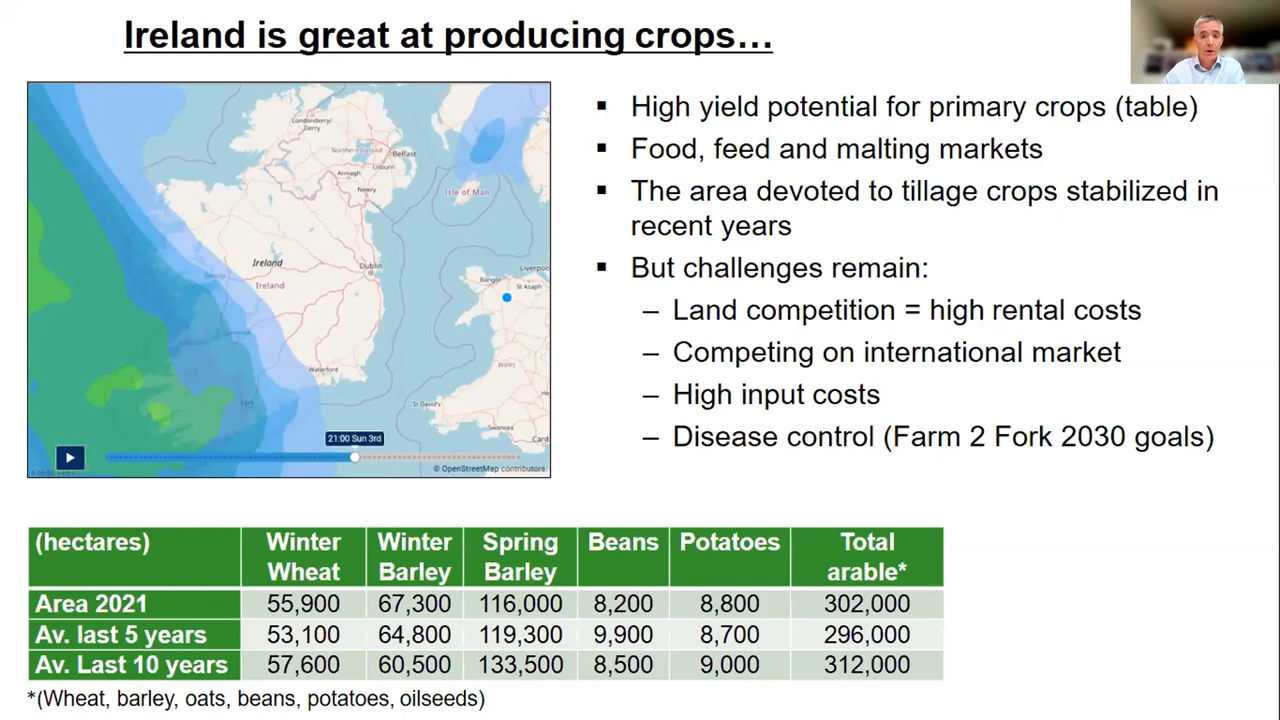 Ireland is great at producing crops…
Londonderry/
Derry
Northern Ireland
Belfast
Lisburn
Armagh
Newry
Isle of Man
Ireland
Dublin
Ireland
Galway
Limerick
Waterford
Cork
Liverpool
Bangor
St Asaph
Wales
St David's
Swansea
Card
21:00 Sun 3rd
© OpenStreetMap contributors
▪ High yield potential for primary crops (table)
▪ Food, feed and malting markets
▪ The area devoted to tillage crops stabilized in
recent years
▪ But challenges remain:
– Land competition = high rental costs
– Competing on international market
– High input costs
– Disease control (Farm 2 Fork 2030 goals)
(hectares) Winter Wheat Winter Barley Spring Barley Beans Potatoes Total arable*
Area 2021 55,900 67,300 116,000 8,200 8,800 302,000
Av. last 5 years 53,100 64,800 119,300 9,900 8,700 296,000
Av. Last 10 years 57,600 60,500 133,500 8,500 9,000 312,000
*(Wheat, barley, oats, beans, potatoes, oilseeds)